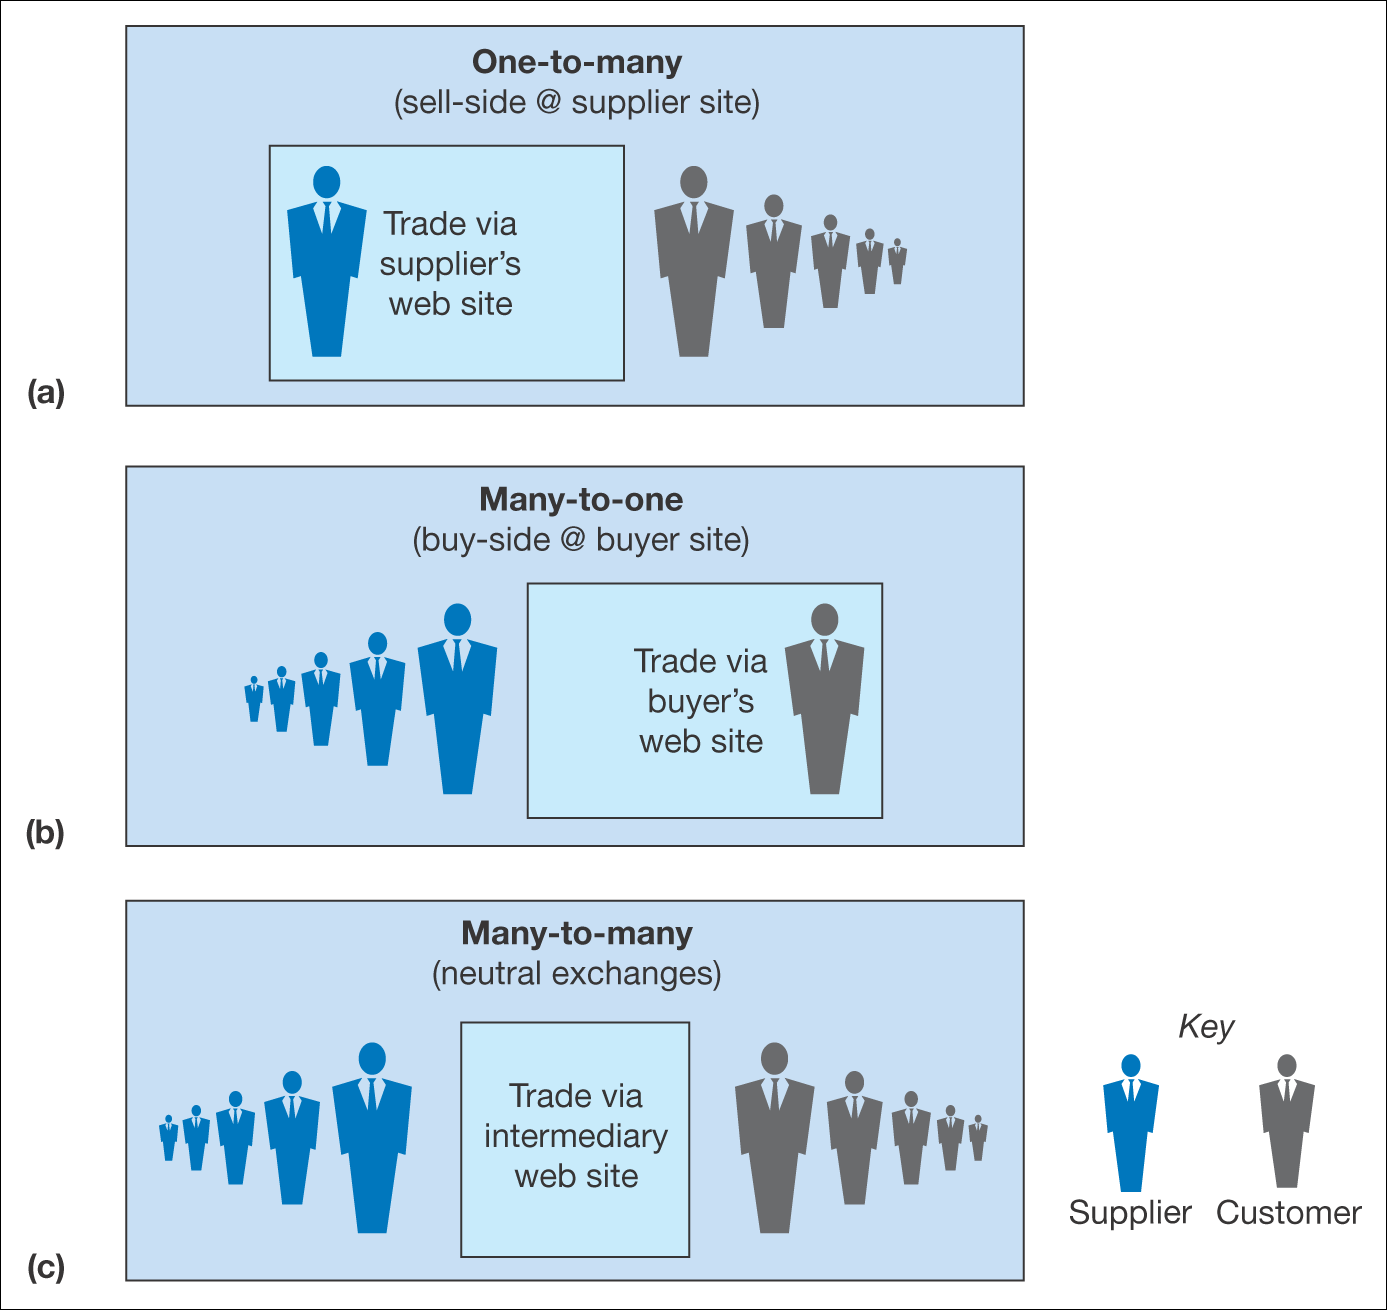 One-to-many
(sell-side @ supplier site)
Trade via
supplier’s
web site
(a)
Many-to-one
(buy-side @ buyer site)
Trade via
buyer’s
web site
(b)
Many-to-many
(neutral exchanges)
Trade via
intermediary
web site
(c)
Key
Supplier
Customer